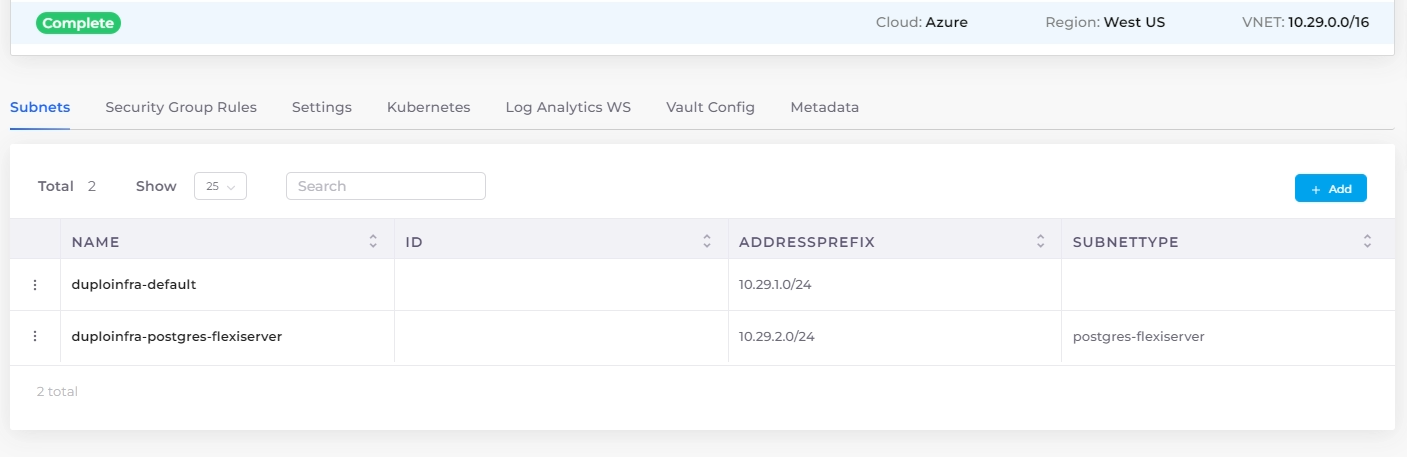 Complete Cloud: Azure Region: West US VNET: 10.29.0.0/16
Subnets Security Group Rules Settings Kubernetes Log Analytics WS Vault Config Metadata
Total 2 Show 25 Search + Add
NAME ID ADDRESSPREFIX SUBNETTYPE
duploinfra-default 10.29.1.0/24
duploinfra-postgres-flexiserver 10.29.2.0/24 postgres-flexiserver
2 total